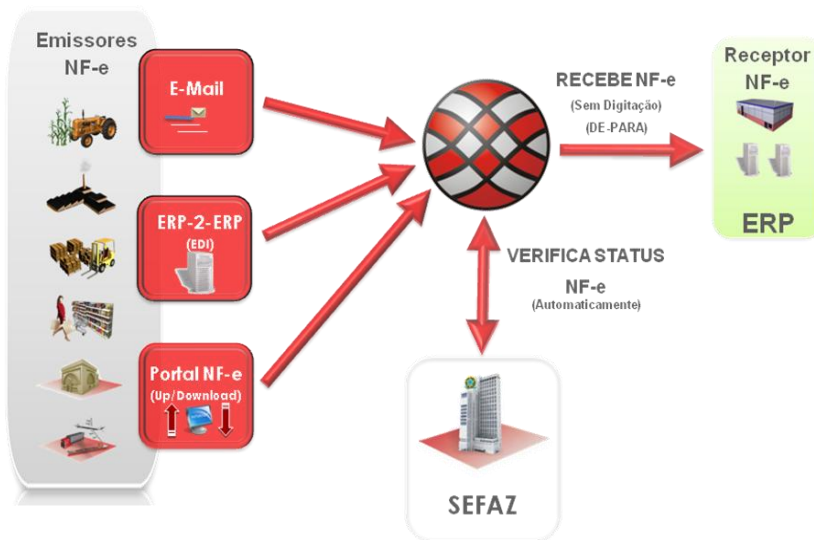 Emissores
NF-e
E-Mail
ERP-2-ERP
(EDI)
Portal NF-e
(Up/Download)
RECEBE NF-e
(Sem Digitação)
(DE-PARA)
VERIFICA STATUS
NF-e
(Automaticamente)
SEFAZ
Receptor
NF-e
ERP